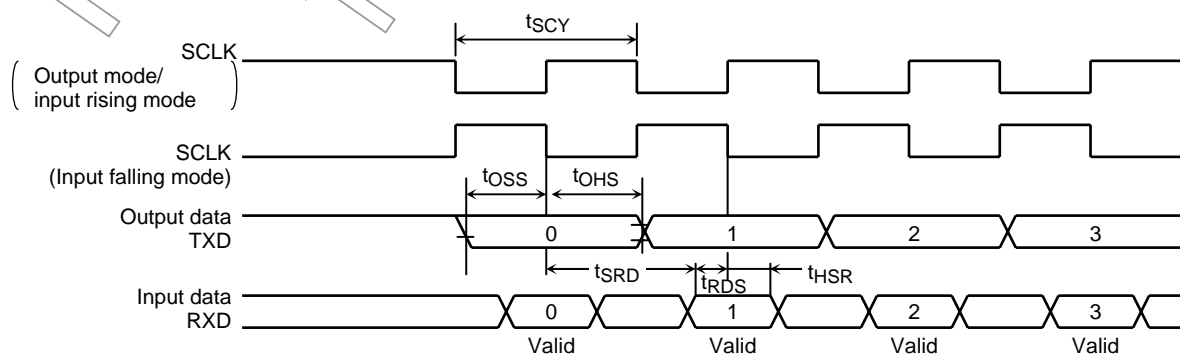 tSCY
SCLK
( Output mode/
input rising mode )
SCLK
(Input falling mode)
tOSS tOHS
Output data
TXD
0 1 2 3
tSRD tRDS tHSR
Input data
RXD
0 1 2 3
Valid Valid Valid Valid